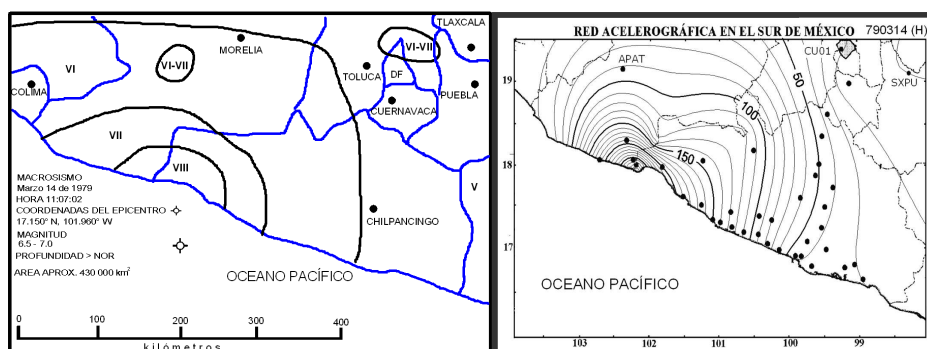 TLAXCALA
MORELIA
VI-VII
VI-VII
TOLUCA
DF
VI
COLIMA
PUEBLA
CUERNAVACA
VII
VIII
V
MACROSISMO
Marzo 14 de 1979
HORA 11:07:02
COORDENADAS DEL EPICENTRO
17.150° N, 101.960° W
MAGNITUD
6.5 - 7.0
PROFUNDIDAD > NOR
AREA APROX. 430 000 km²
CHILPANCINGO
OCEANO PACÍFICO
0 100 200 300 400
kilómetros
RED ACELEROGRÁFICA EN EL SUR DE MÉXICO 790314 (H)
APAT
CU01
SXPU
50
100
150
19
18
17
OCEANO PACÍFICO
103 102 101 100 99